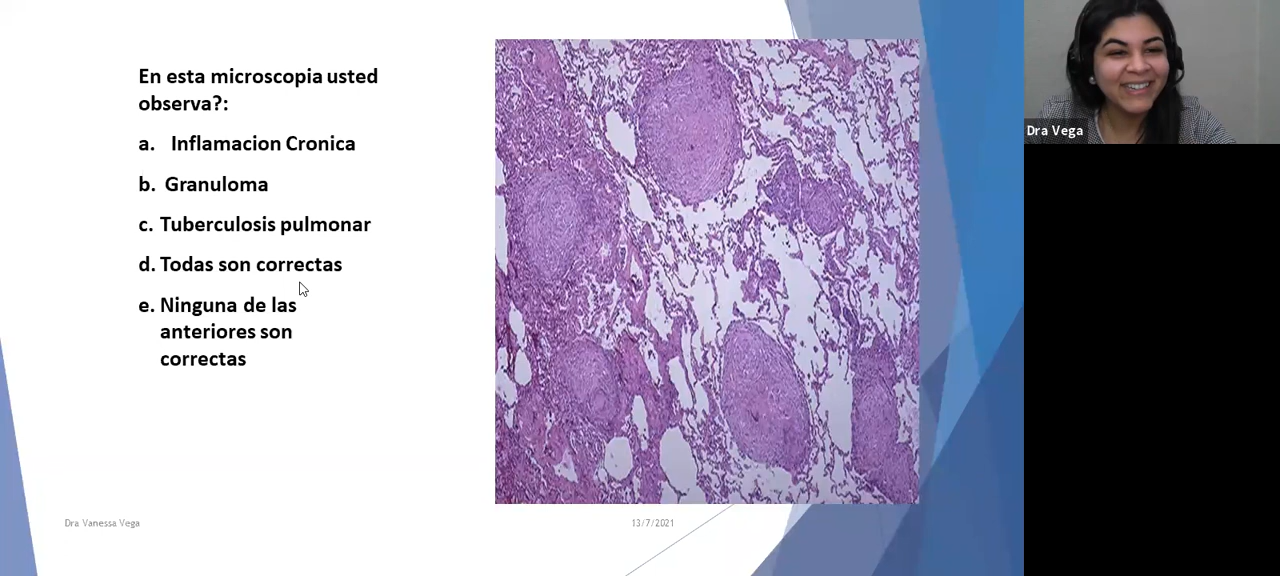 En esta microscopia usted
observa?:
a. Inflamacion Cronica
b. Granuloma
c. Tuberculosis pulmonar
d. Todas son correctas
e. Ninguna de las
anteriores son
correctas
Dra Vanessa Vega
13/7/2021
Dra Vega